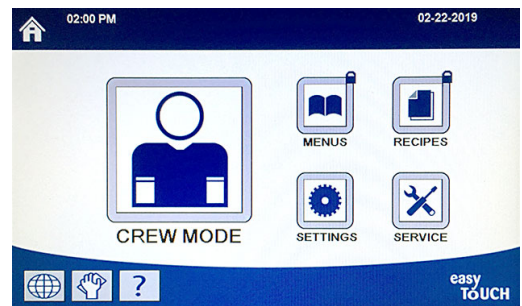 02:00 PM
02-22-2019
MENUS
RECIPES
CREW MODE
SETTINGS
SERVICE
?
easy
TOUCH